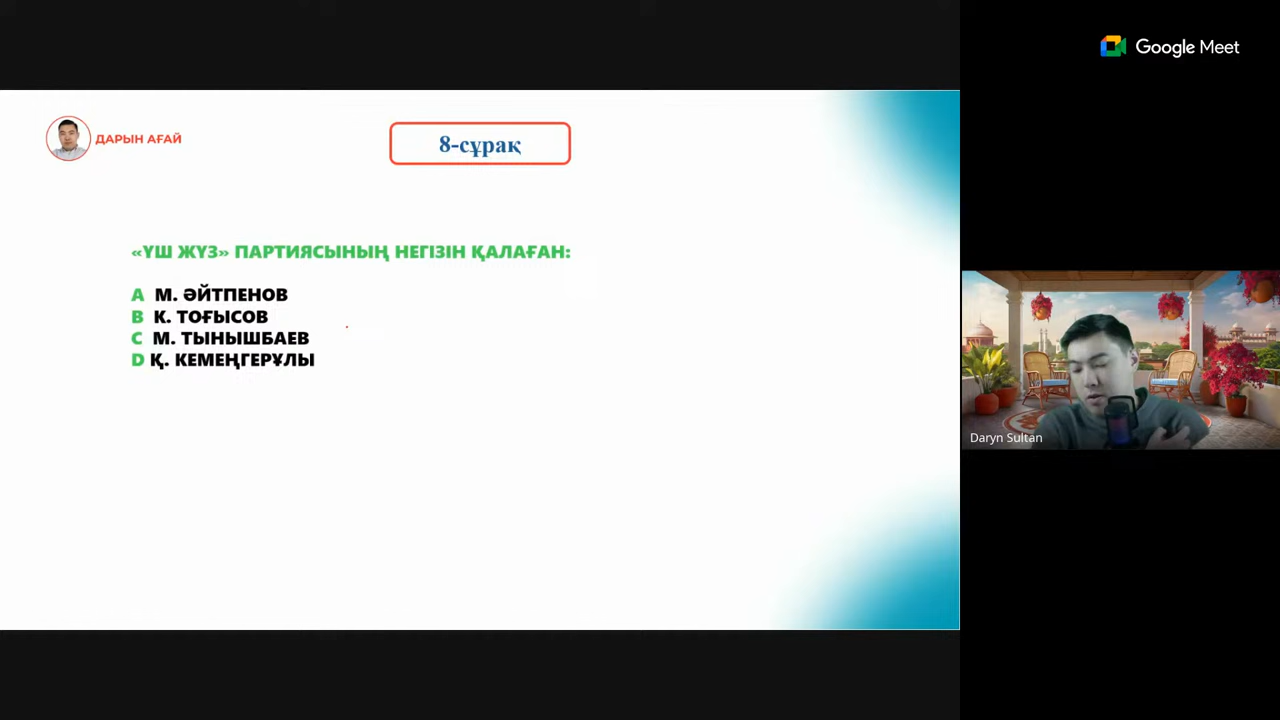 Google Meet
ДАРЫН АҒАЙ
8-сұрақ
«ҮШ ЖҮЗ» ПАРТИЯСЫНЫҢ НЕГІЗІН ҚАЛАҒАН:
A М. ӘЙТПЕНОВ
B К. ТОҒЫСОВ
C М. ТЫНЫШБАЕВ
D Қ. КЕМЕҢГЕРҰЛЫ
Daryn Sultan